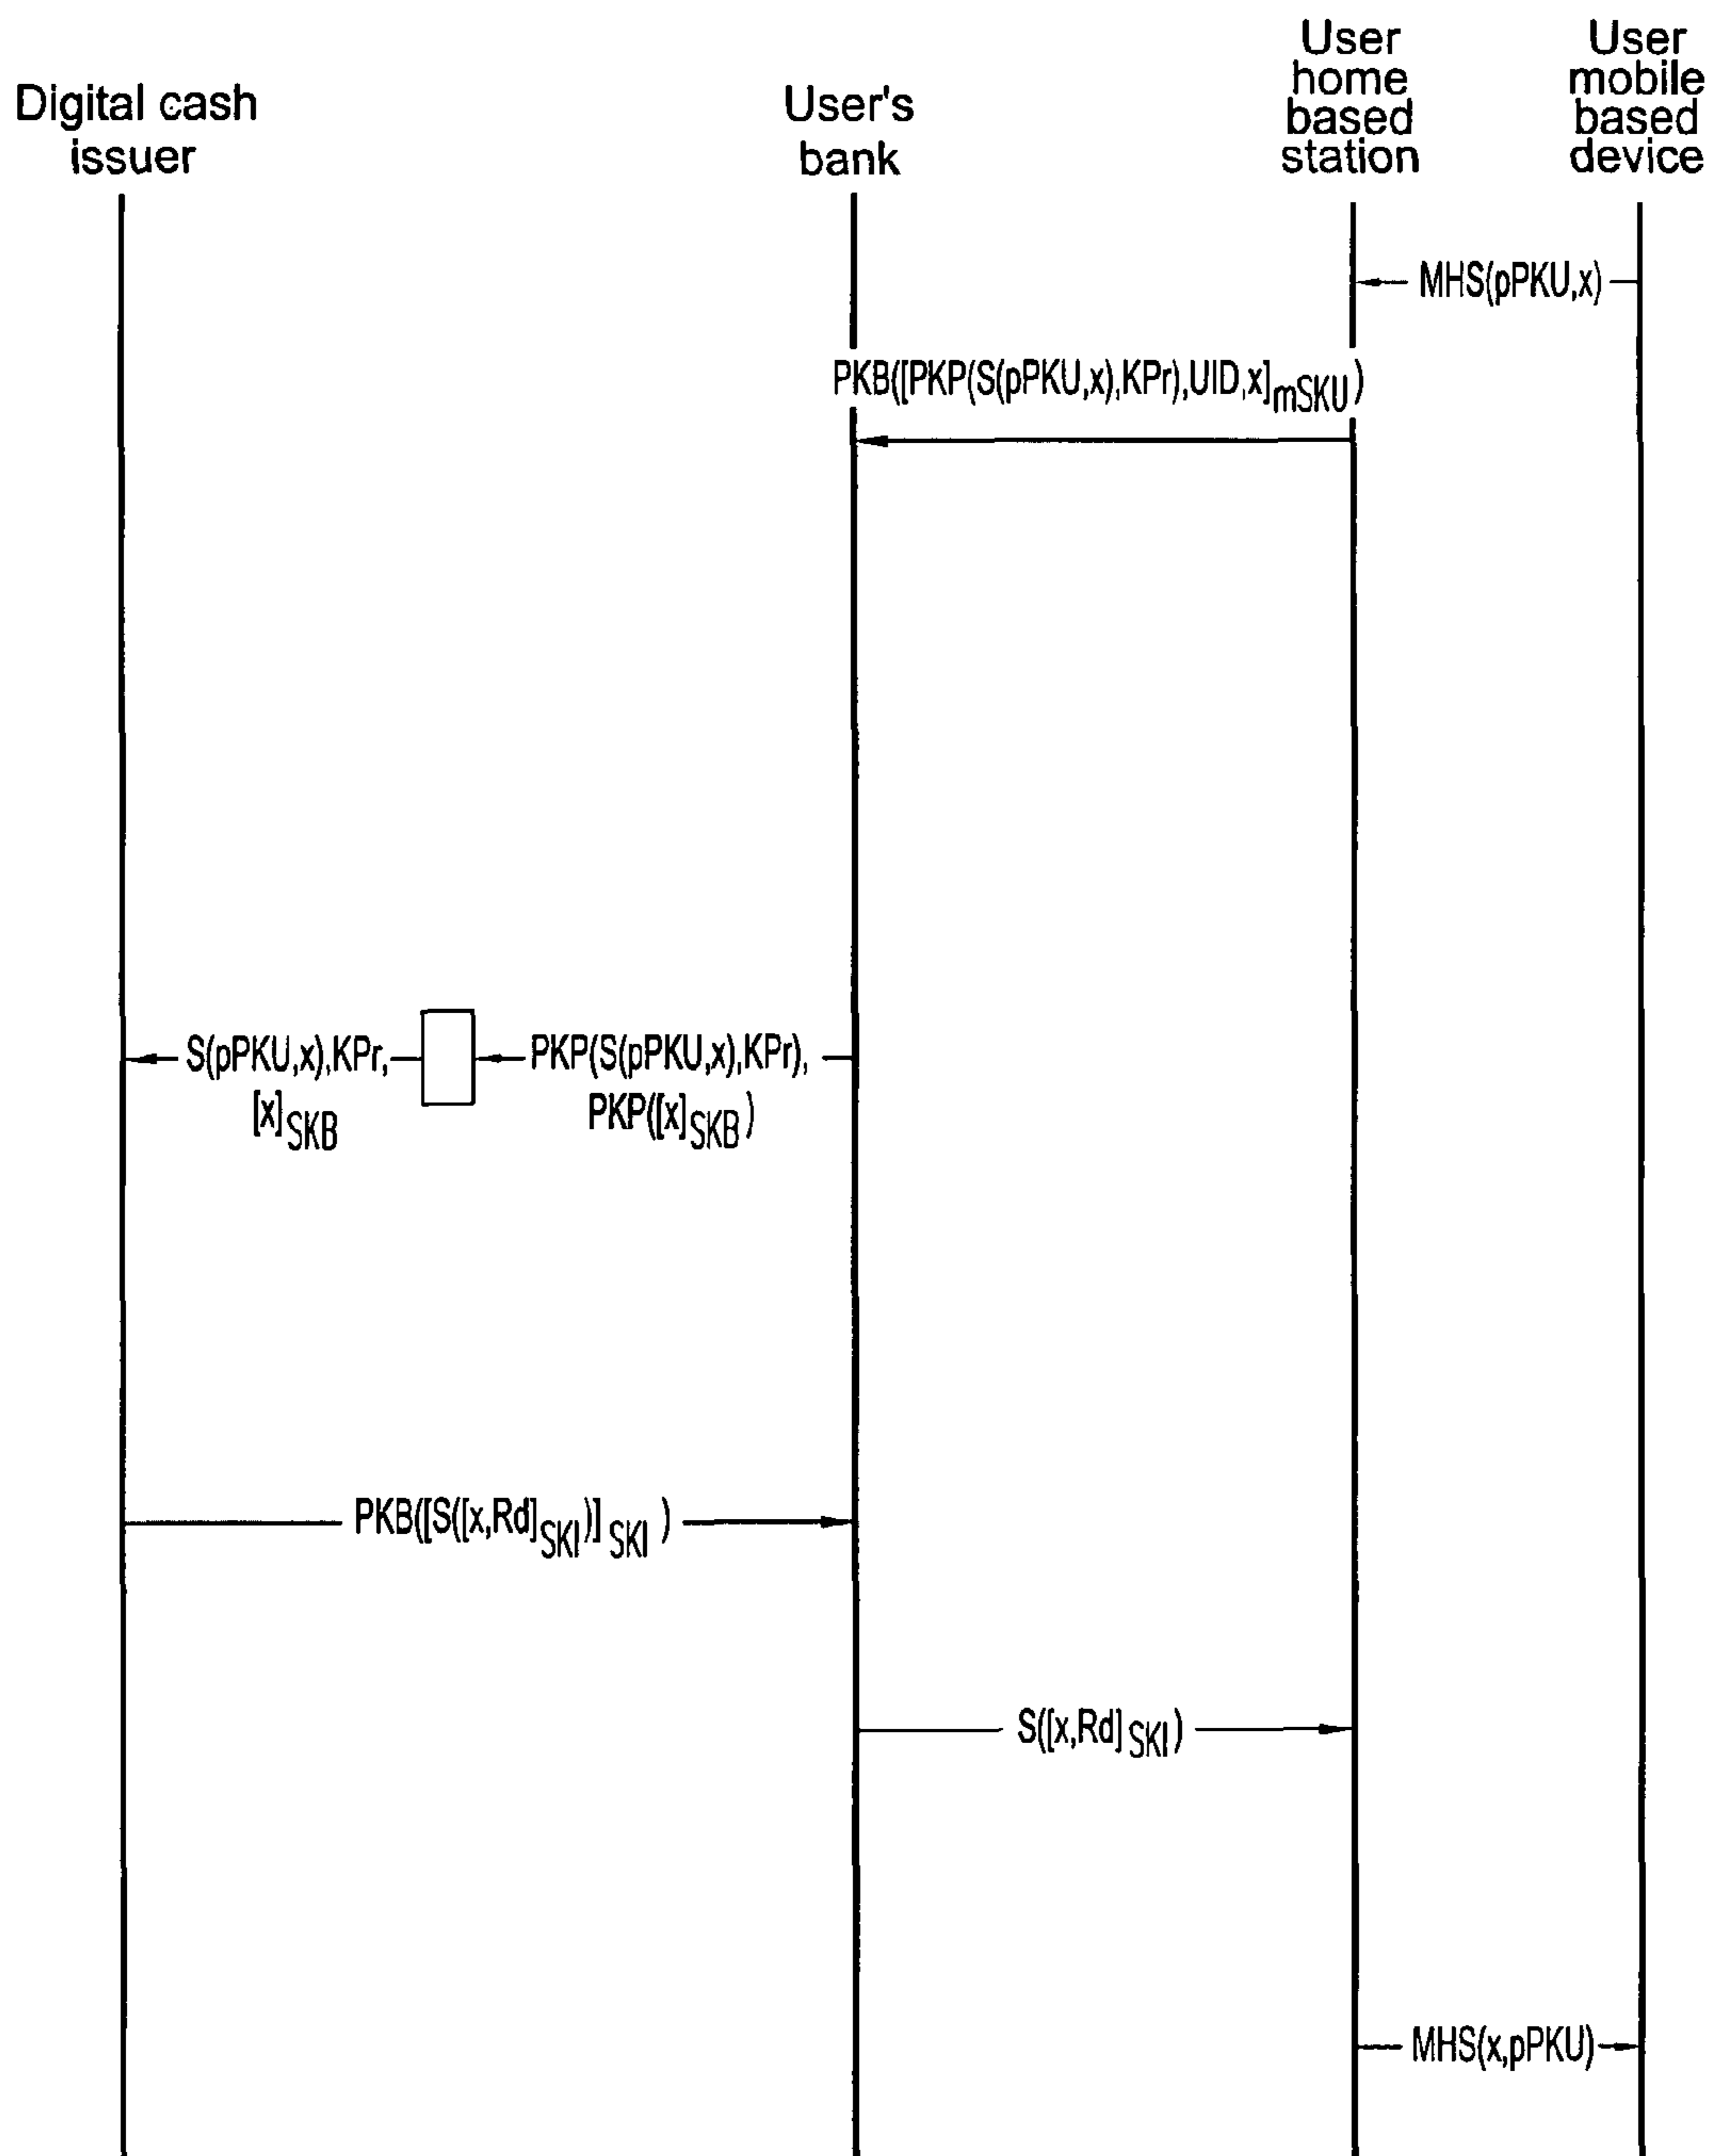 Digital cash
issuer
User's
bank
User
home
based
station
User
mobile
based
device
MHS(pPKU,x)
PKB([PKP(S(pPKU,x),KPr),UID,x]mSKU)
S(pPKU,x),KPr,
[x]SKB
PKP(S(pPKU,x),KPr),
PKP([x]SKB)
PKB([S([x,Rd]SKI)]SKI)
S([x,Rd]SKI)
MHS(x,pPKU)